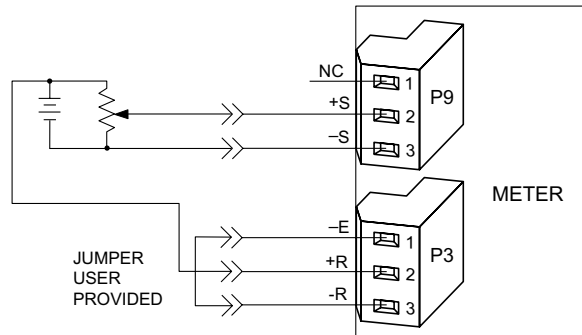 NC
1
+S
2
P9
–S
3
METER
–E
1
+R
2
P3
-R
3
JUMPER
USER
PROVIDED